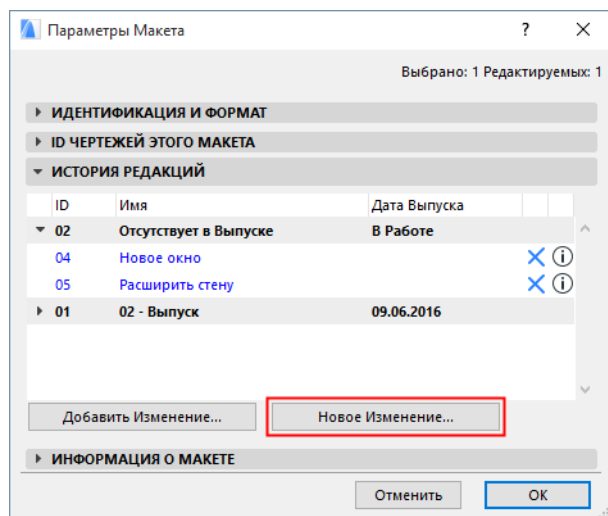 Параметры Макета ?
Выбрано: 1 Редактируемых: 1
ИДЕНТИФИКАЦИЯ И ФОРМАТ
ID ЧЕРТЕЖЕЙ ЭТОГО МАКЕТА
ИСТОРИЯ РЕДАКЦИЙ
ID Имя Дата Выпуска
02 Отсутствует в Выпуске В Работе
04 Новое окно
05 Расширить стену
01 02 - Выпуск 09.06.2016
Добавить Изменение... Новое Изменение...
ИНФОРМАЦИЯ О МАКЕТЕ
Отменить OK